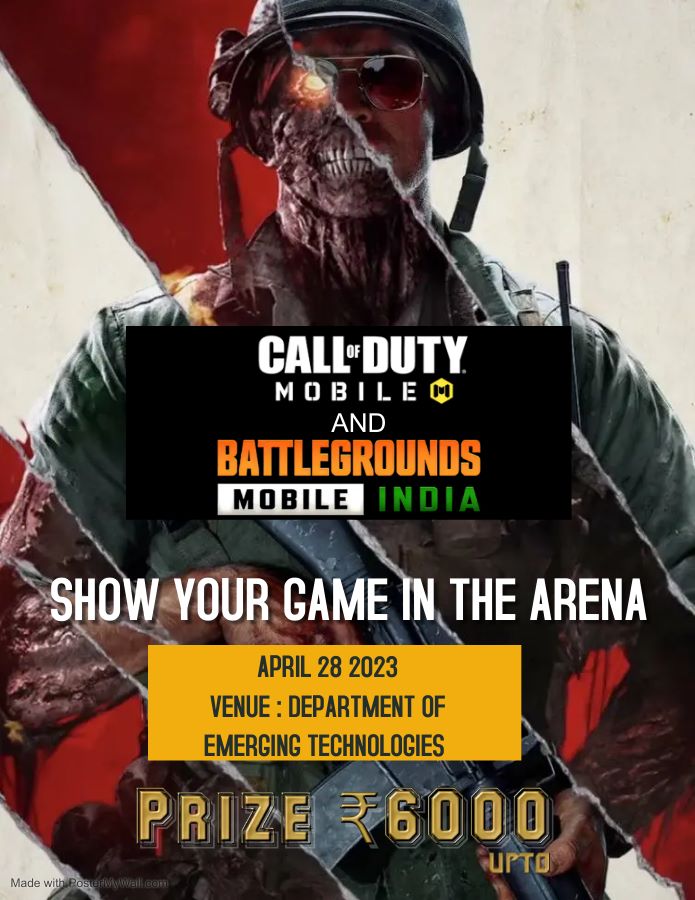 CALL OF DUTY
MOBILE
AND
BATTLEGROUNDS
MOBILE INDIA
SHOW YOUR GAME IN THE ARENA
APRIL 28 2023
VENUE : DEPARTMENT OF
EMERGING TECHNOLOGIES
PRIZE ₹6000
UPTO
Made with PosterMyWall.com